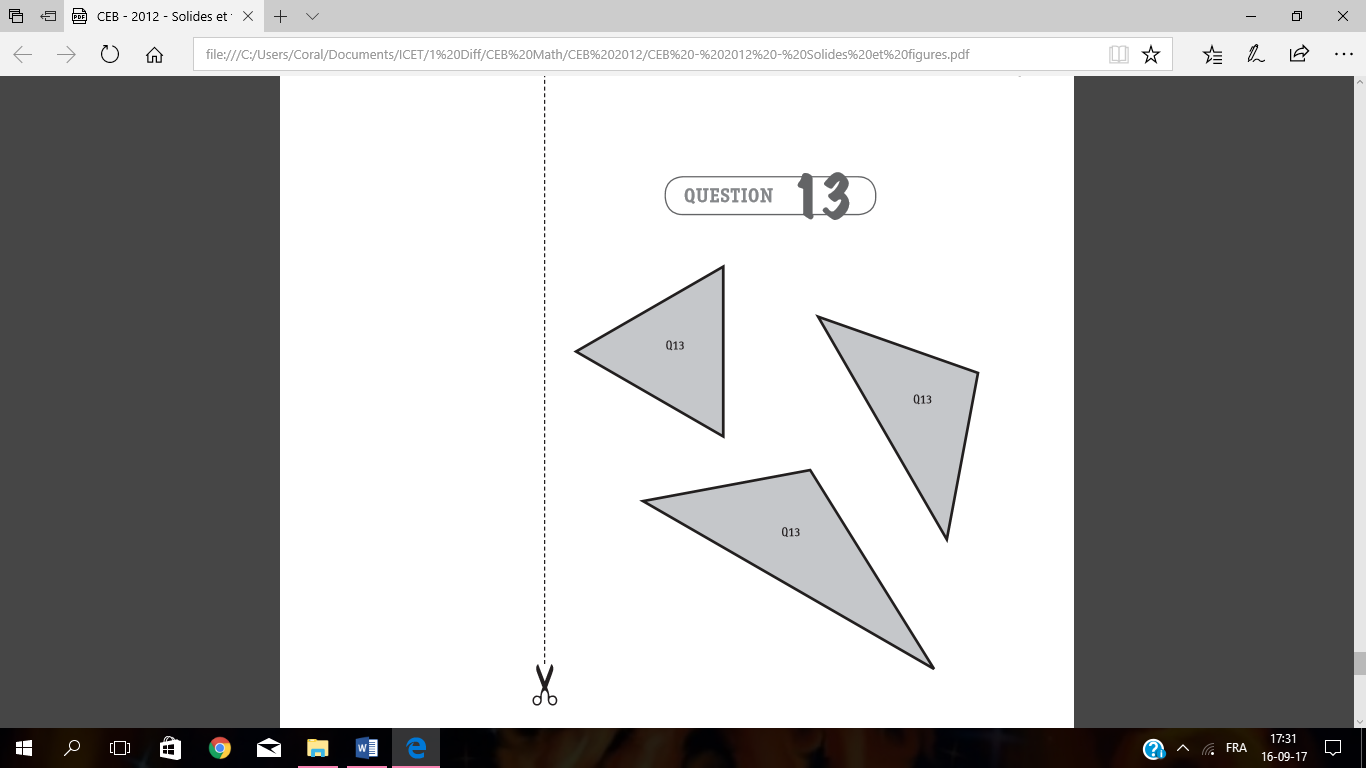 CEB - 2012 - Solides et
file:///C:/Users/Coral/Documents/ICET/1%20Diff/CEB%20Math/CEB%202012/CEB%20-%202012%20-%20Solides%20et%20figures.pdf
QUESTION 13
Q13
Q13
Q13
FRA
17:31
16-09-17